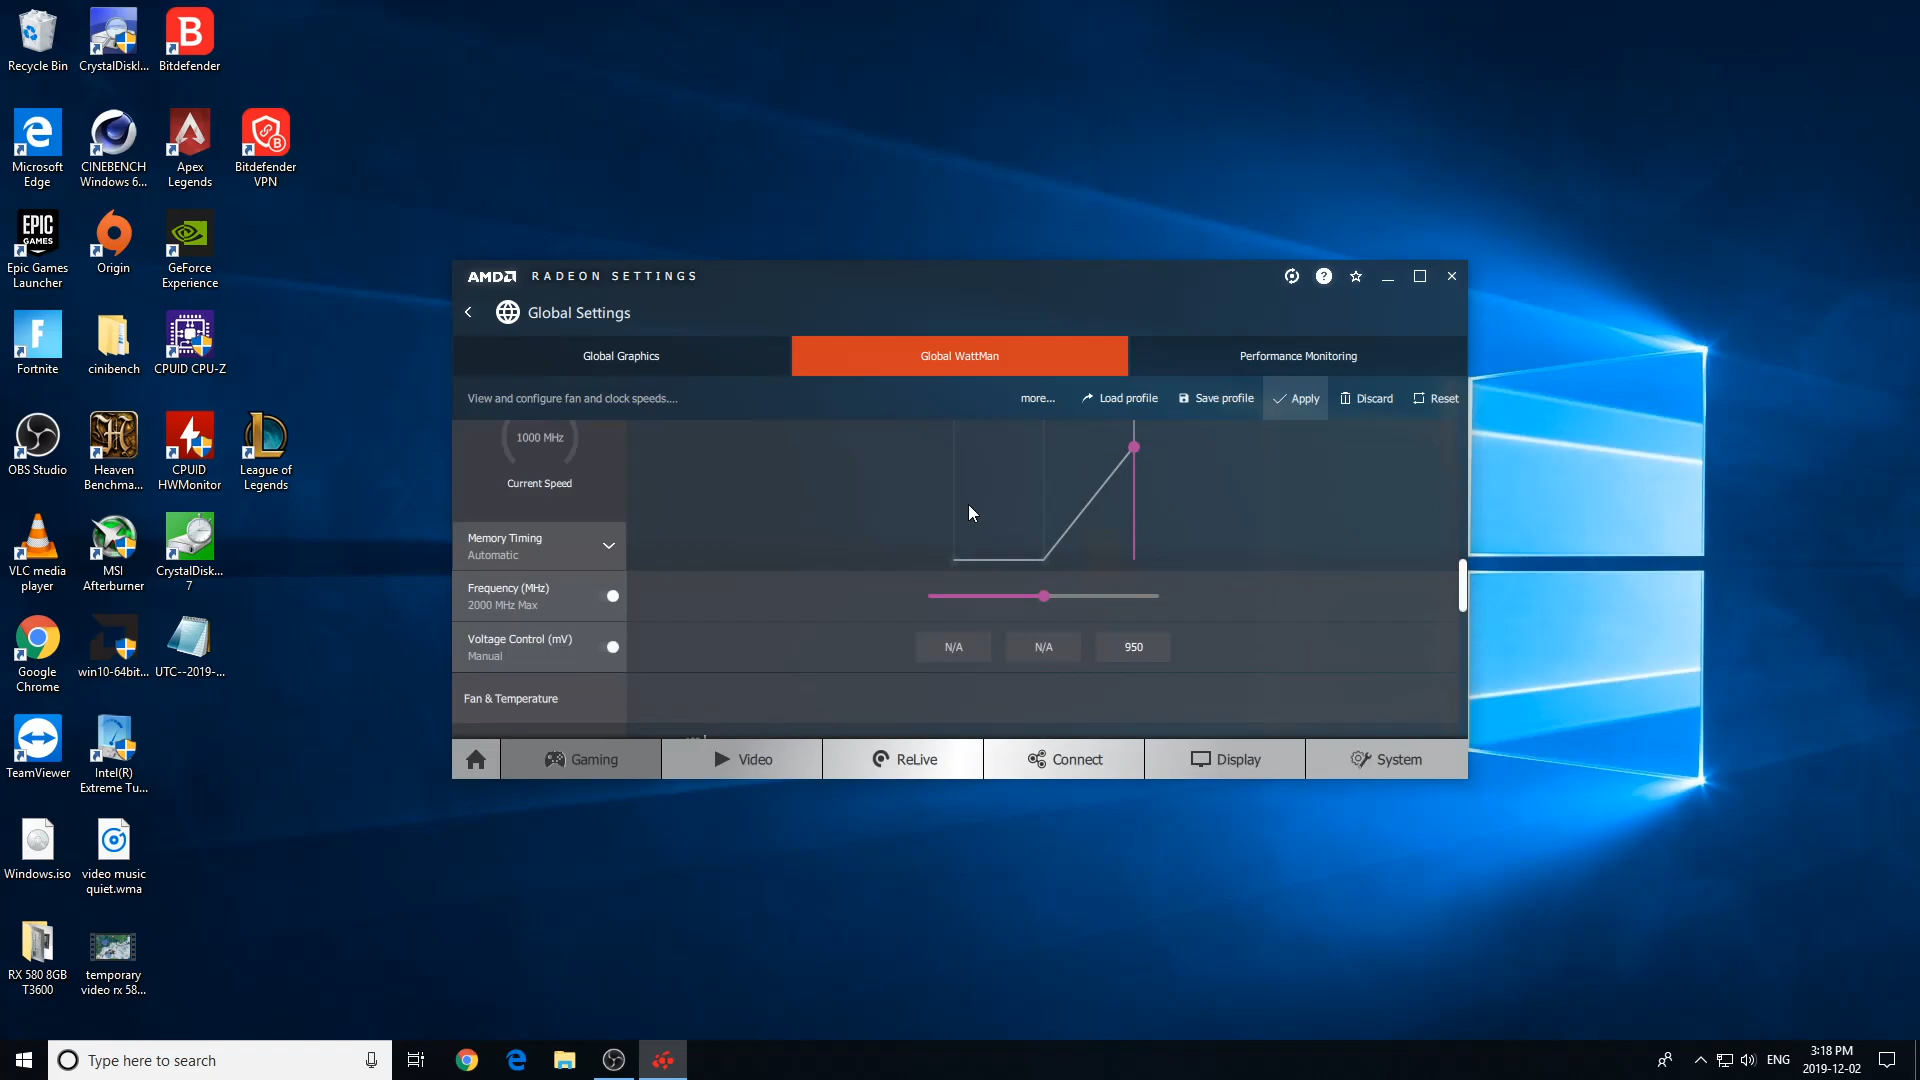 Recycle Bin
CrystalDiskI...
Bitdefender
Microsoft
Edge
CINEBENCH
Windows 6...
Apex
Legends
Bitdefender
VPN
EPIC
GAMES
Epic Games
Launcher
Origin
GeForce
Experience
Fortnite
cinibench
CPUID CPU-Z
OBS Studio
Heaven
Benchma...
CPUID
HWMonitor
League of
Legends
VLC media
player
MSI
Afterburner
CrystalDisk...
7
Google
Chrome
win10-64bit...
UTC--2019-...
TeamViewer
Intel(R)
Extreme Tu...
Windows.iso
video music
quiet.wma
RX 580 8GB
T3600
temporary
video rx 58...
AMD RADEON SETTINGS
Global Settings
Global Graphics
Global WattMan
Performance Monitoring
View and configure fan and clock speeds....
more...
Load profile
Save profile
Apply
Discard
Reset
1000 MHz
Current Speed
Memory Timing
Automatic
Frequency (MHz)
2000 MHz Max
Voltage Control (mV)
Manual
N/A
N/A
950
Fan & Temperature
Gaming
Video
ReLive
Connect
Display
System
Type here to search
ENG
3:18 PM
2019-12-02